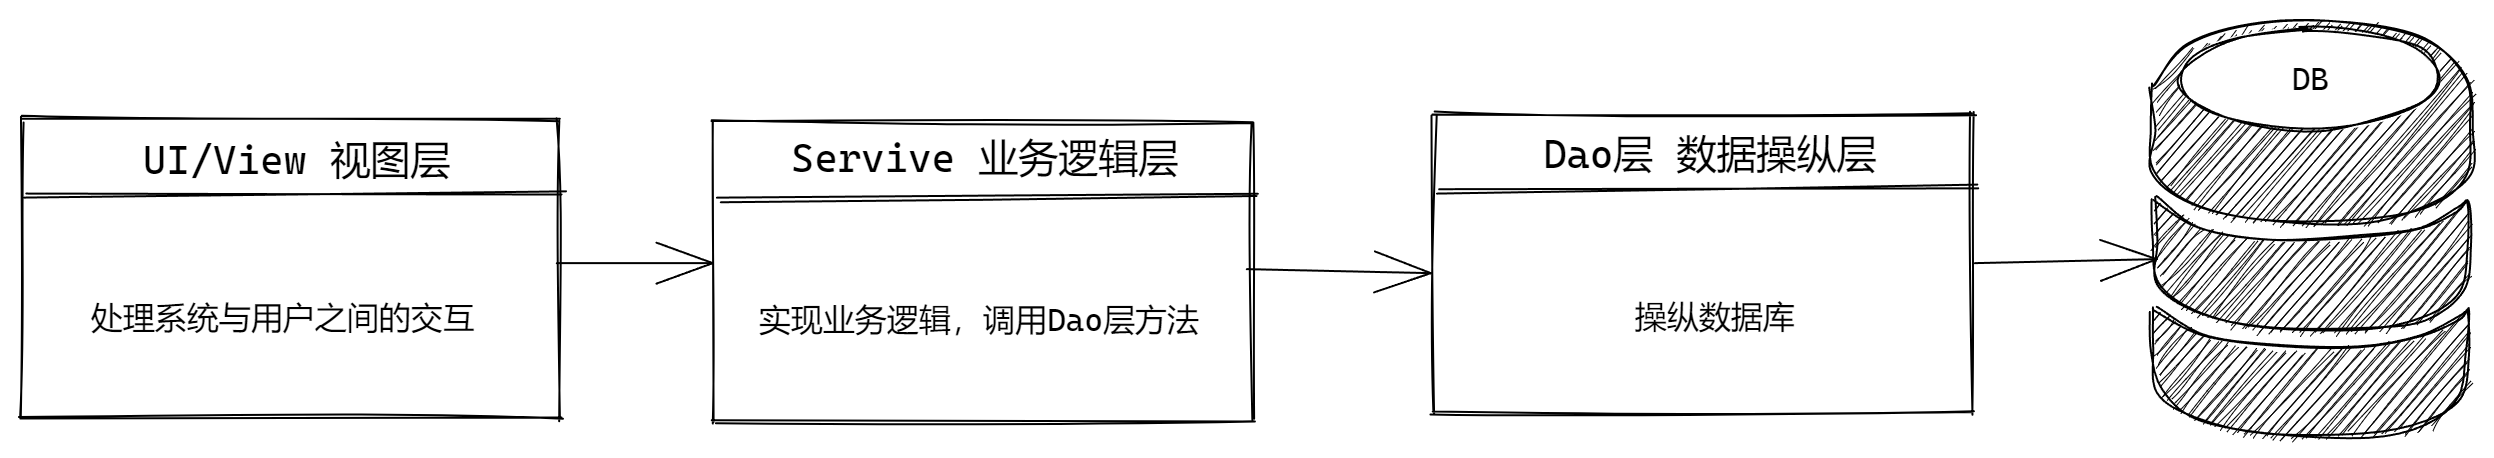 UI/View 视图层
处理系统与用户之间的交互
Servive 业务逻辑层
实现业务逻辑，调用Dao层方法
Dao层 数据操纵层
操纵数据库
DB